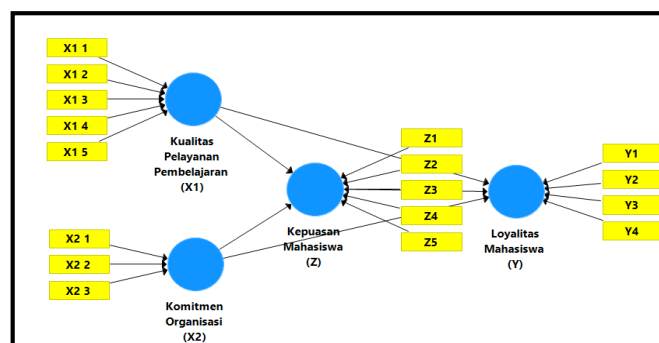 X1 1
X1 2
X1 3
X1 4
X1 5
Kualitas
Pelayanan
Pembelajaran
(X1)
X2 1
X2 2
X2 3
Komitmen
Organisasi
(X2)
Kepuasan
Mahasiswa
(Z)
Z1
Z2
Z3
Z4
Z5
Loyalitas
Mahasiswa
(Y)
Y1
Y2
Y3
Y4